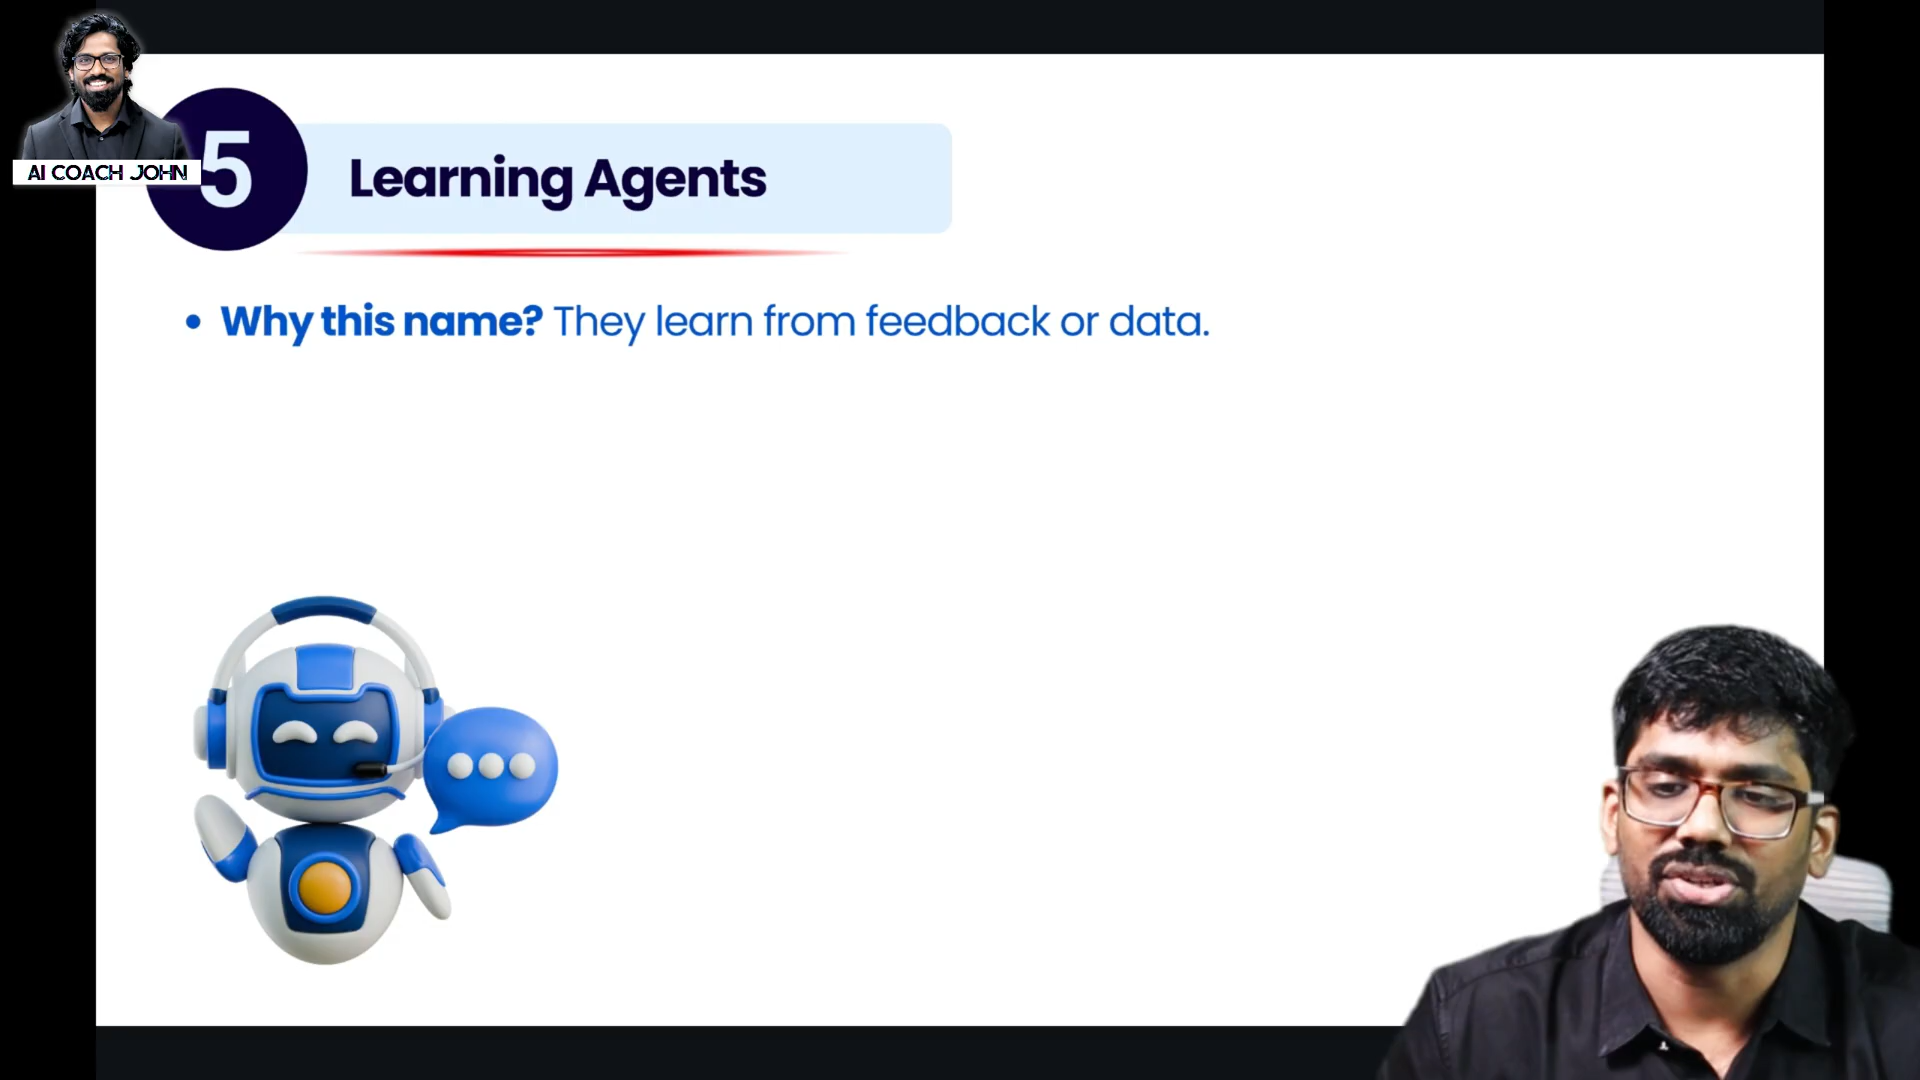 AI COACH JOHN
5
Learning Agents
• Why this name? They learn from feedback or data.